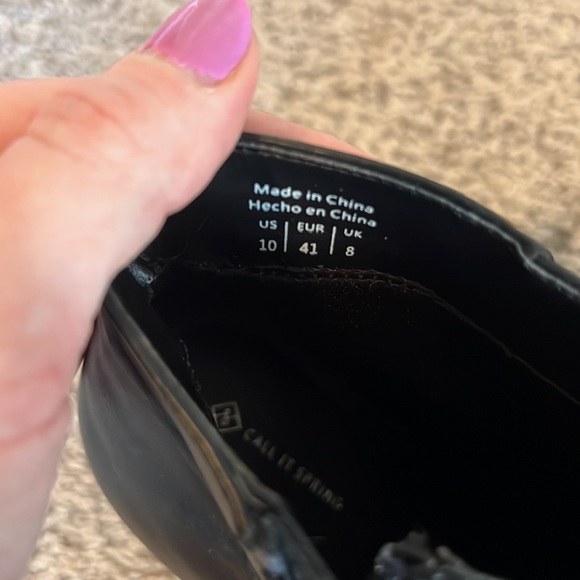 Made in China
Hecho en China
US | EUR | UK
10 | 41 | 8
CALL IT SPRING